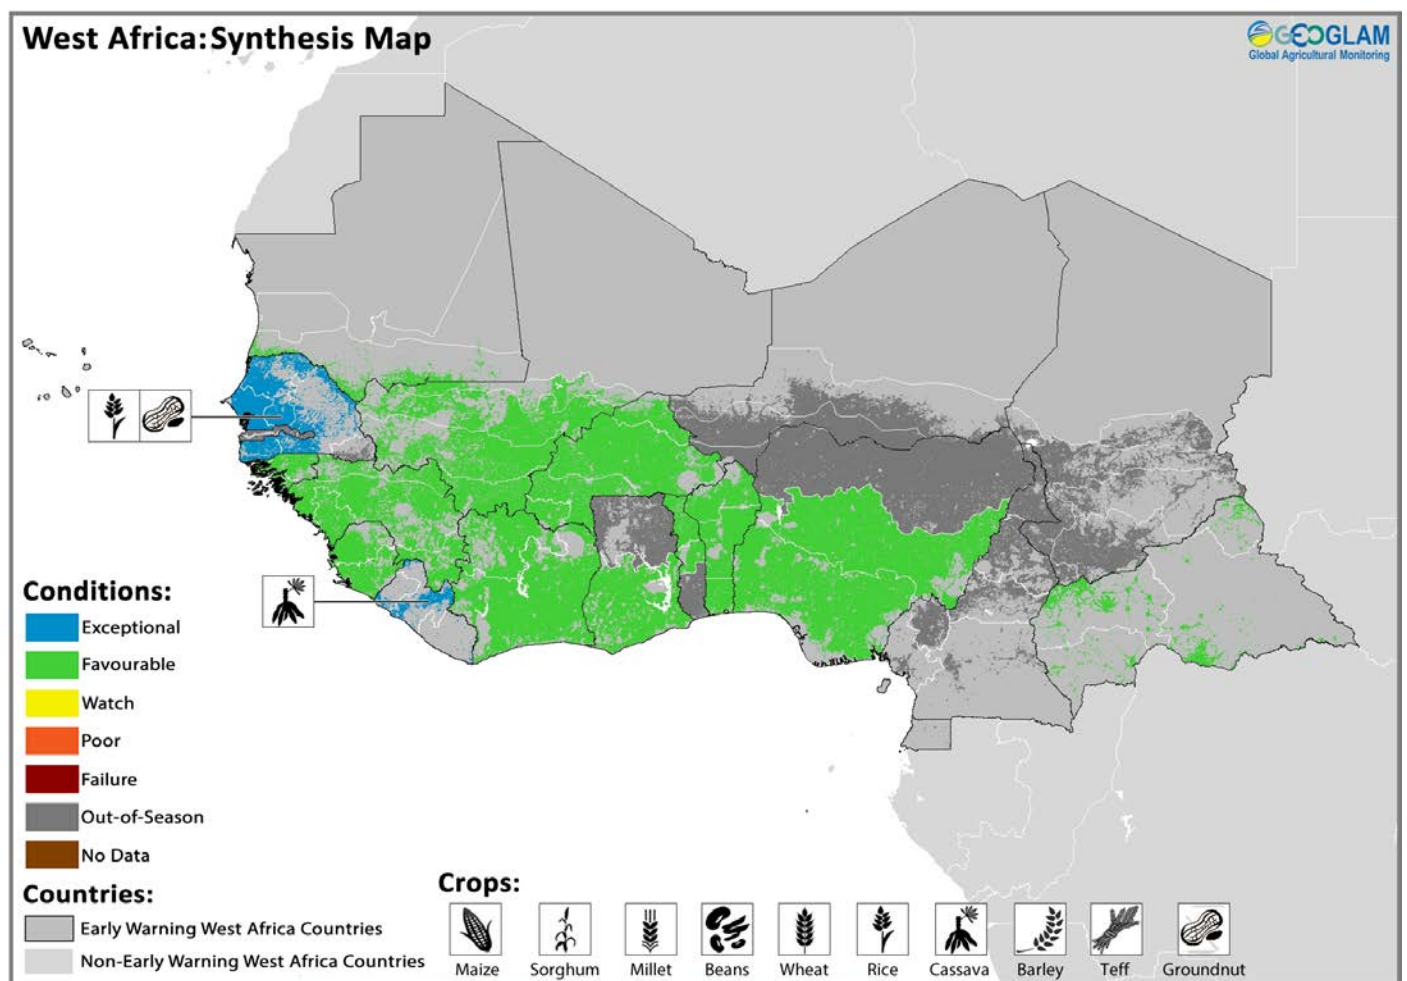 West Africa: Synthesis Map
GEOGLAM
Global Agricultural Monitoring
Conditions:
Exceptional
Favourable
Watch
Poor
Failure
Out-of-Season
No Data
Countries:
Early Warning West Africa Countries
Non-Early Warning West Africa Countries
Crops:
Maize Sorghum Millet Beans Wheat Rice Cassava Barley Teff Groundnut